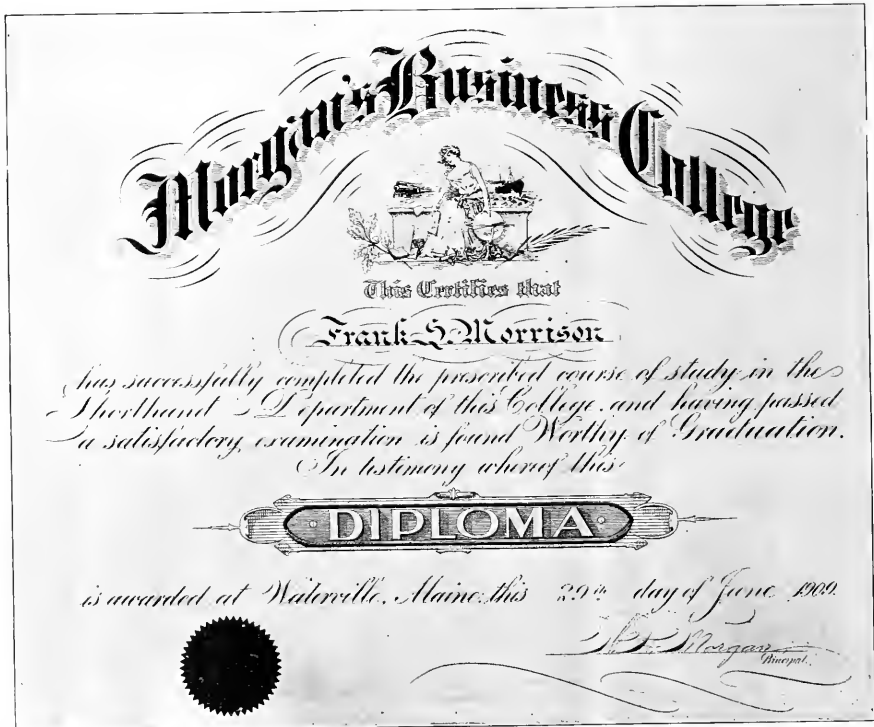 Morgan's Business College
This Certifies that
Frank S. Morrison
has successfully completed the prescribed course of study in the
Shorthand Department of this College, and having passed
a satisfactory examination is found Worthy of Graduation.
In testimony whereof this
DIPLOMA
is awarded at Waterville, Maine, this 29th day of June 1909.
Morgan
Principal.